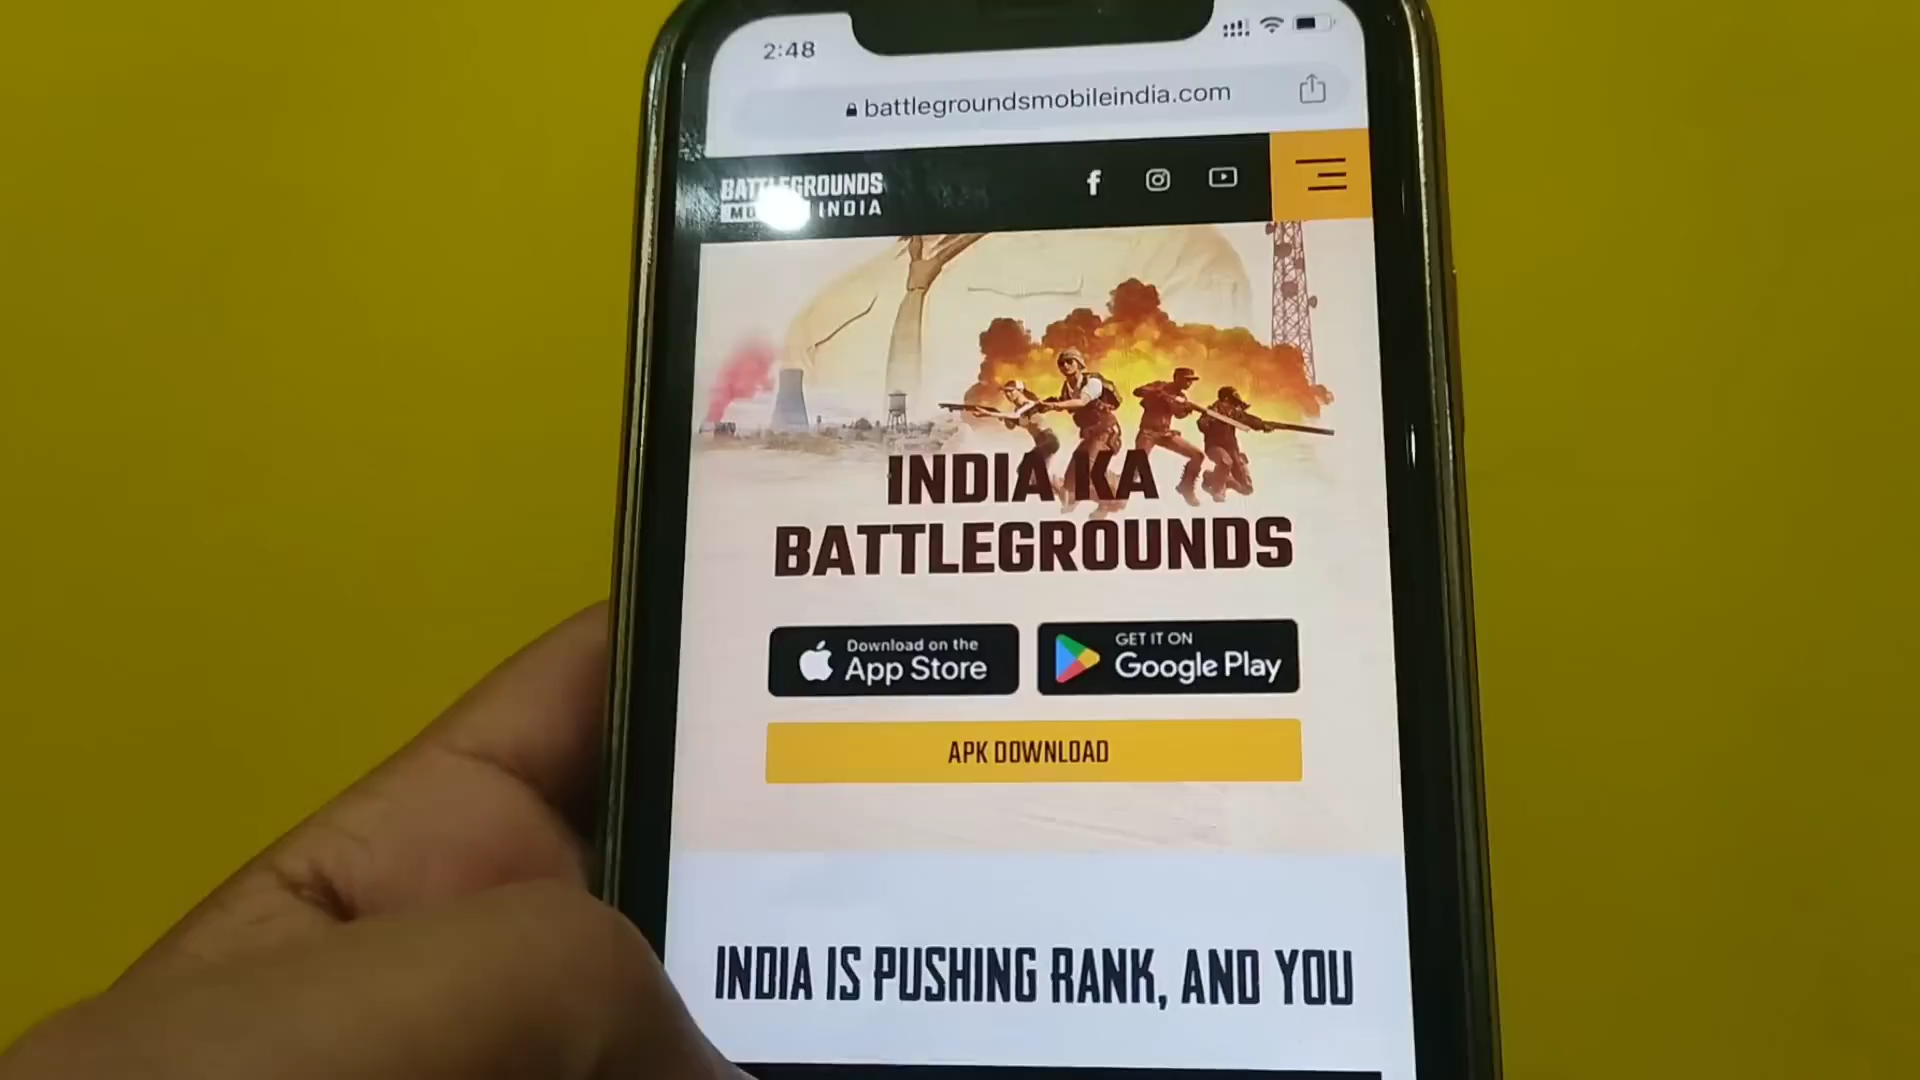 2:48
battlegroundsmobileindia.com
BATTLEGROUNDS
INDIA
INDIA KA
BATTLEGROUNDS
Download on the
App Store
GET IT ON
Google Play
APK DOWNLOAD
INDIA IS PUSHING RANK, AND YOU